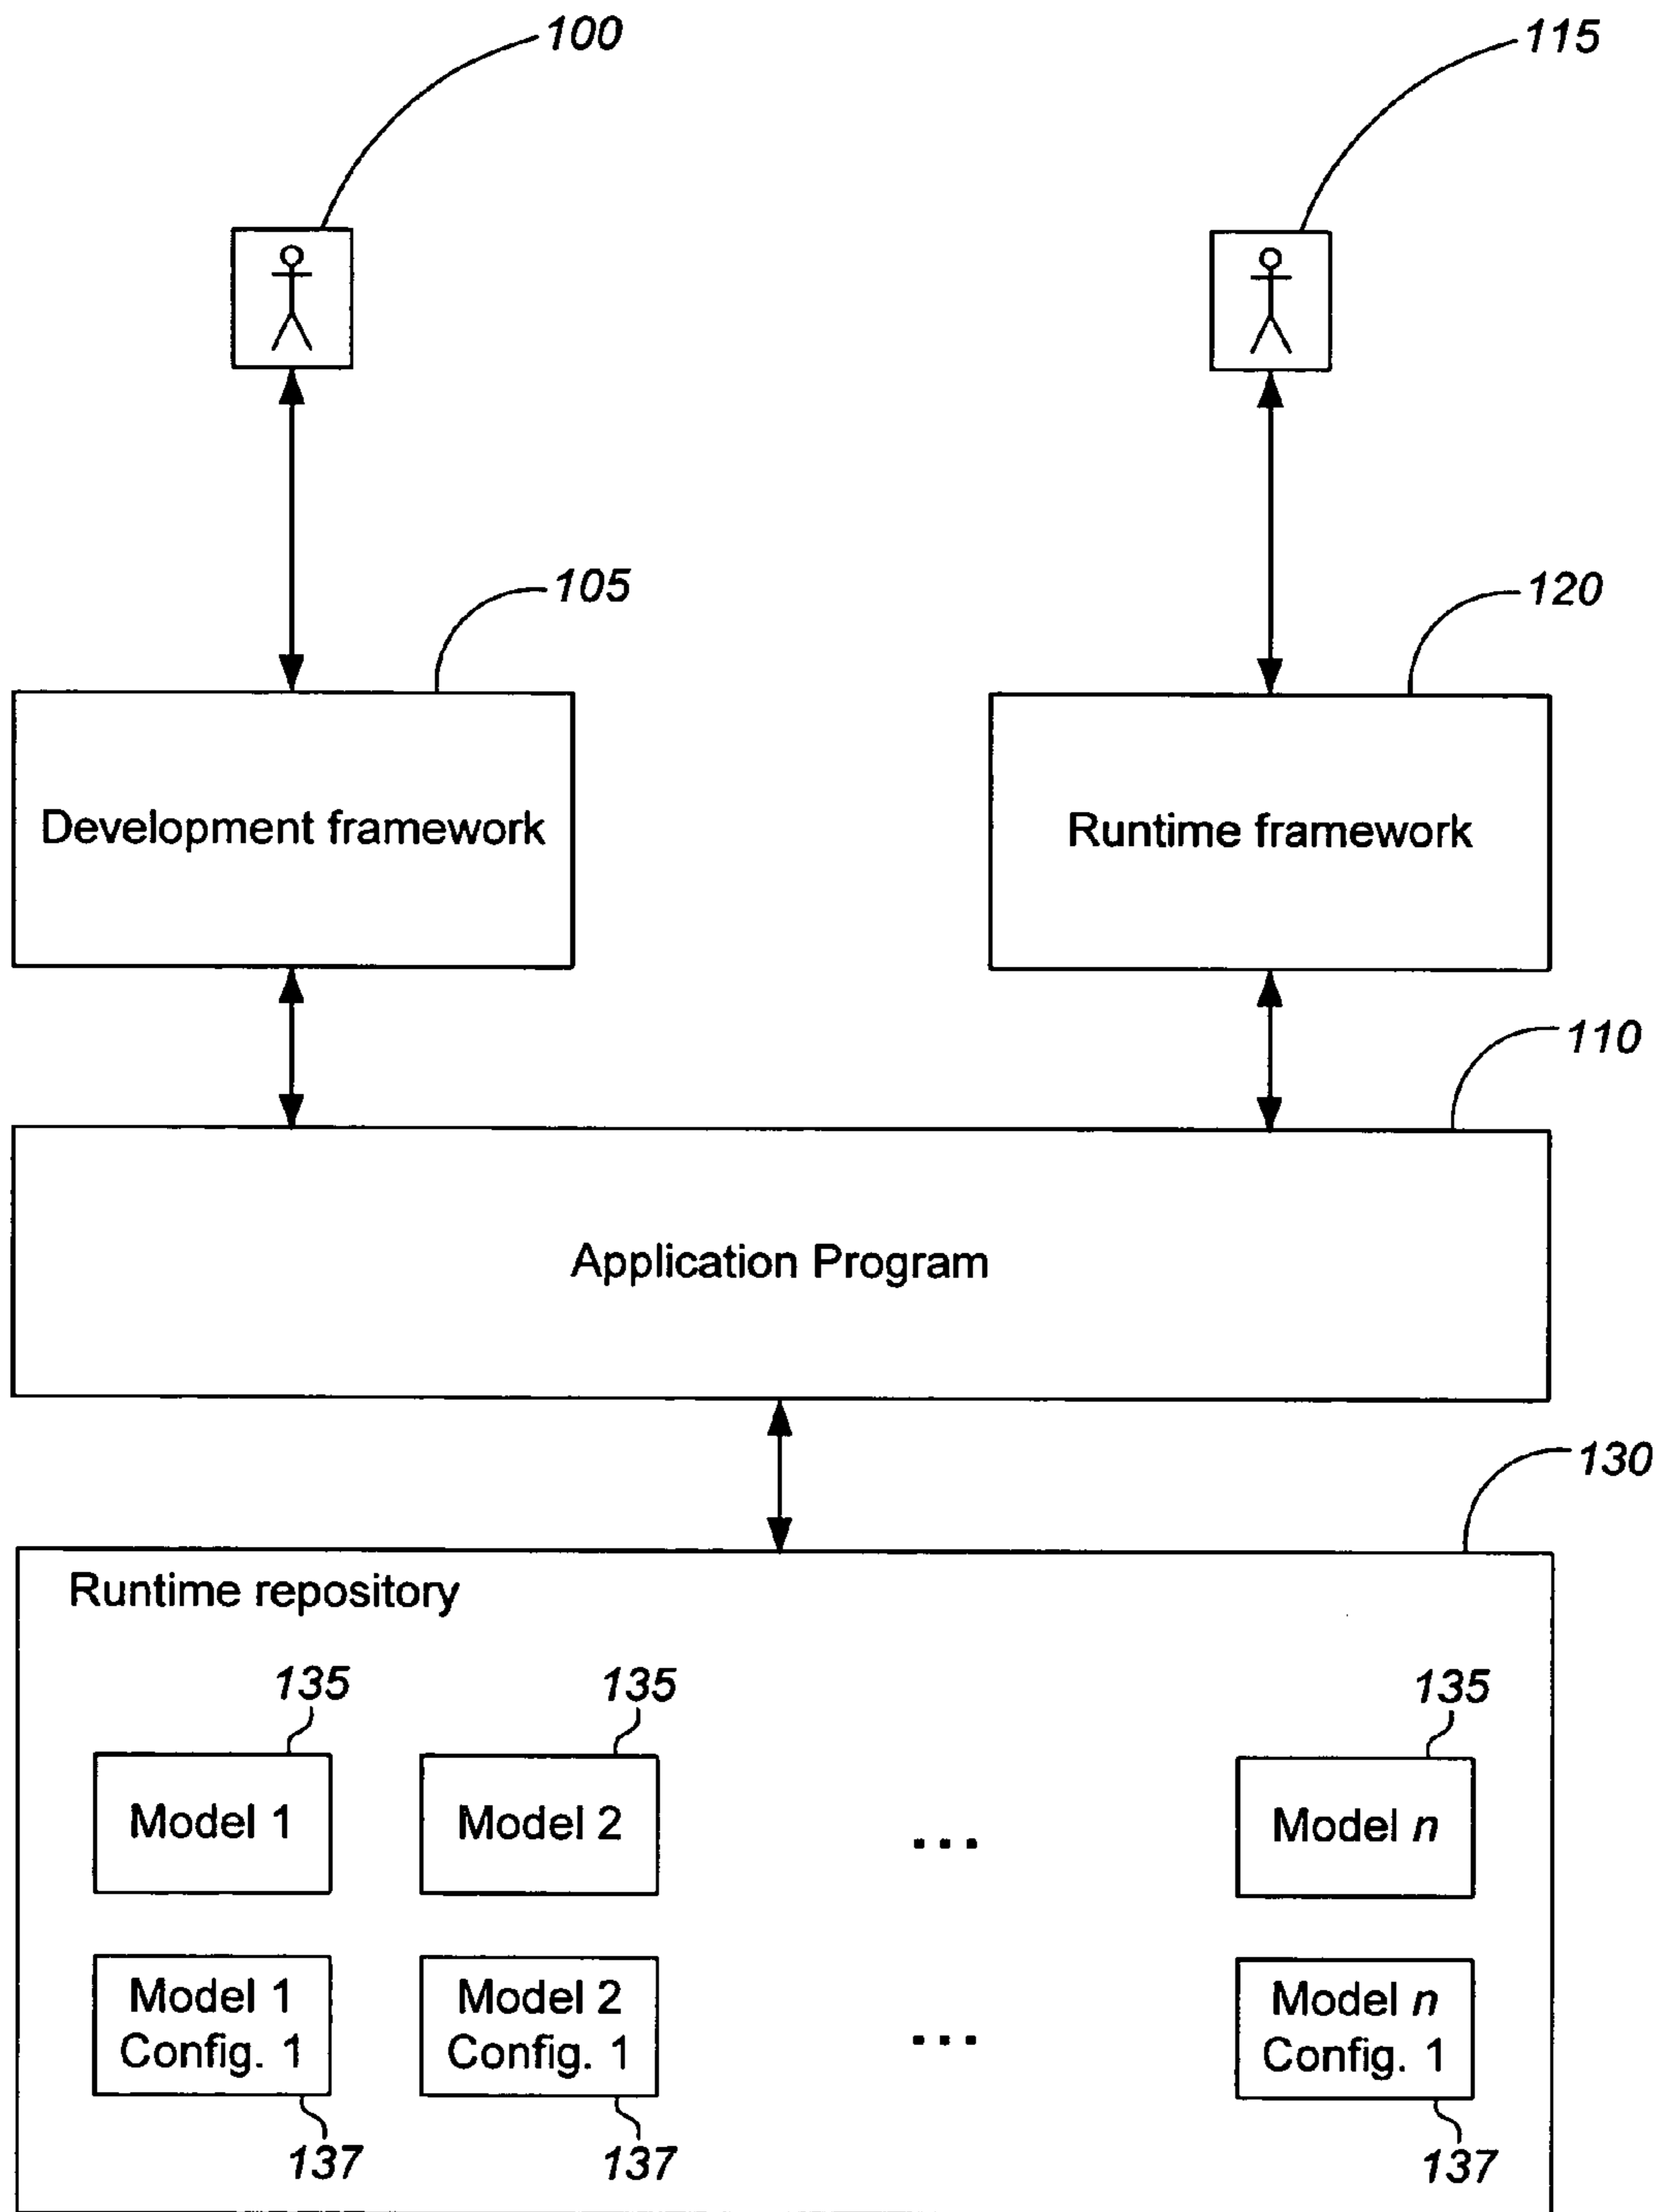 100
115
105
120
Development framework
Runtime framework
110
Application Program
130
Runtime repository
135
135
135
Model 1
Model 2
...
Model n
Model 1
Config. 1
Model 2
Config. 1
...
Model n
Config. 1
137
137
137